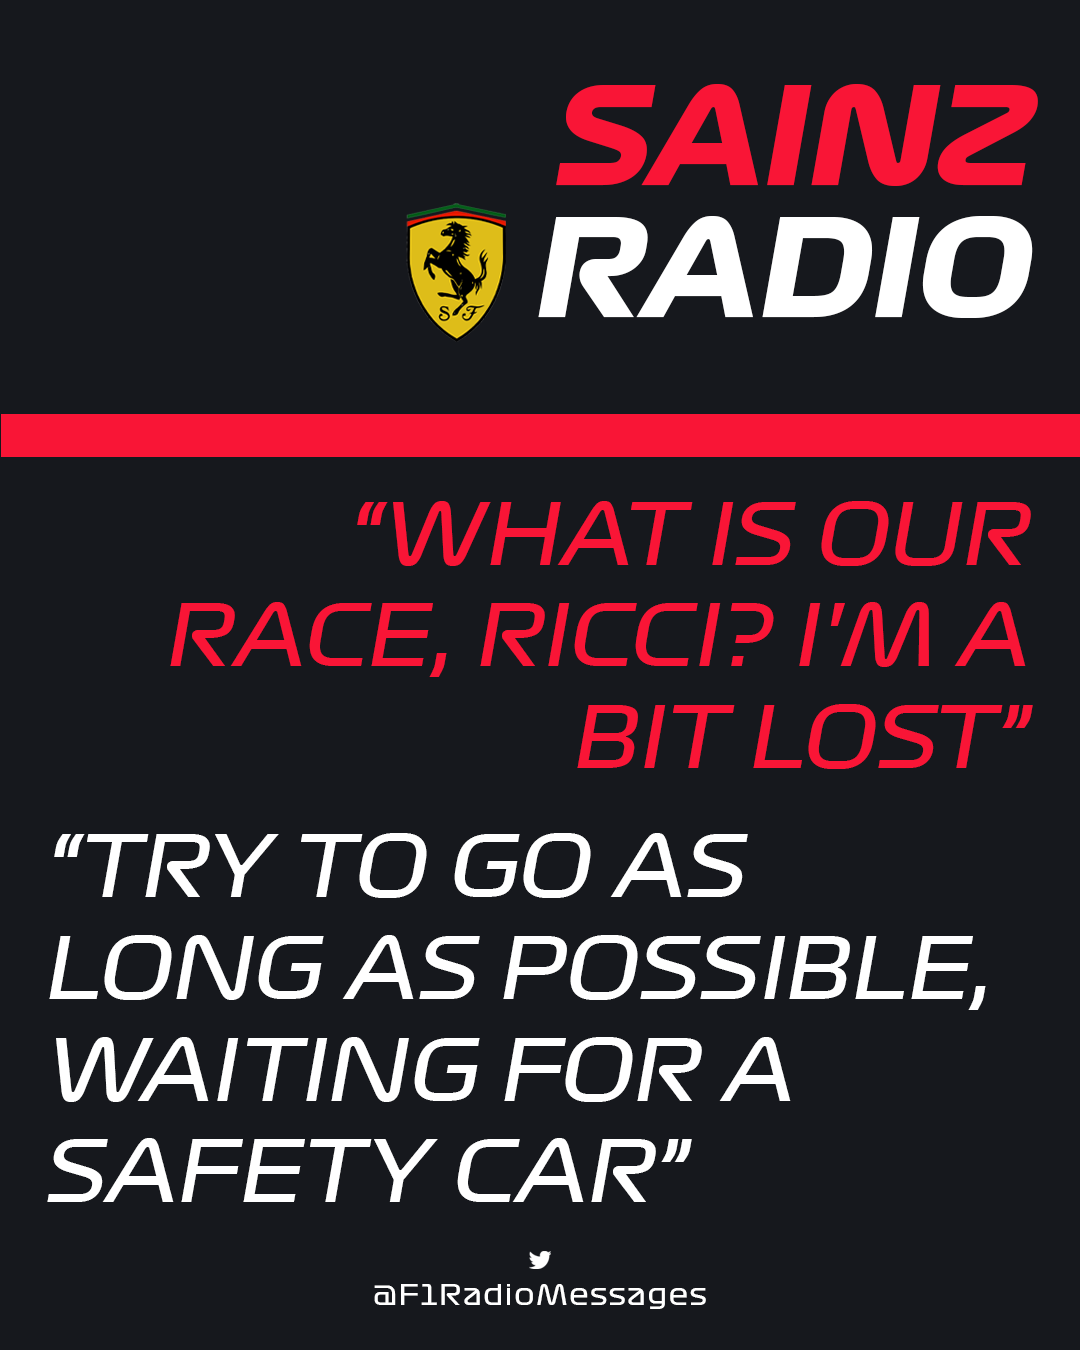 SAINZ
RADIO
S F
“WHAT IS OUR
RACE, RICCI? I'M A
BIT LOST”
“TRY TO GO AS
LONG AS POSSIBLE,
WAITING FOR A
SAFETY CAR”
@F1RadioMessages